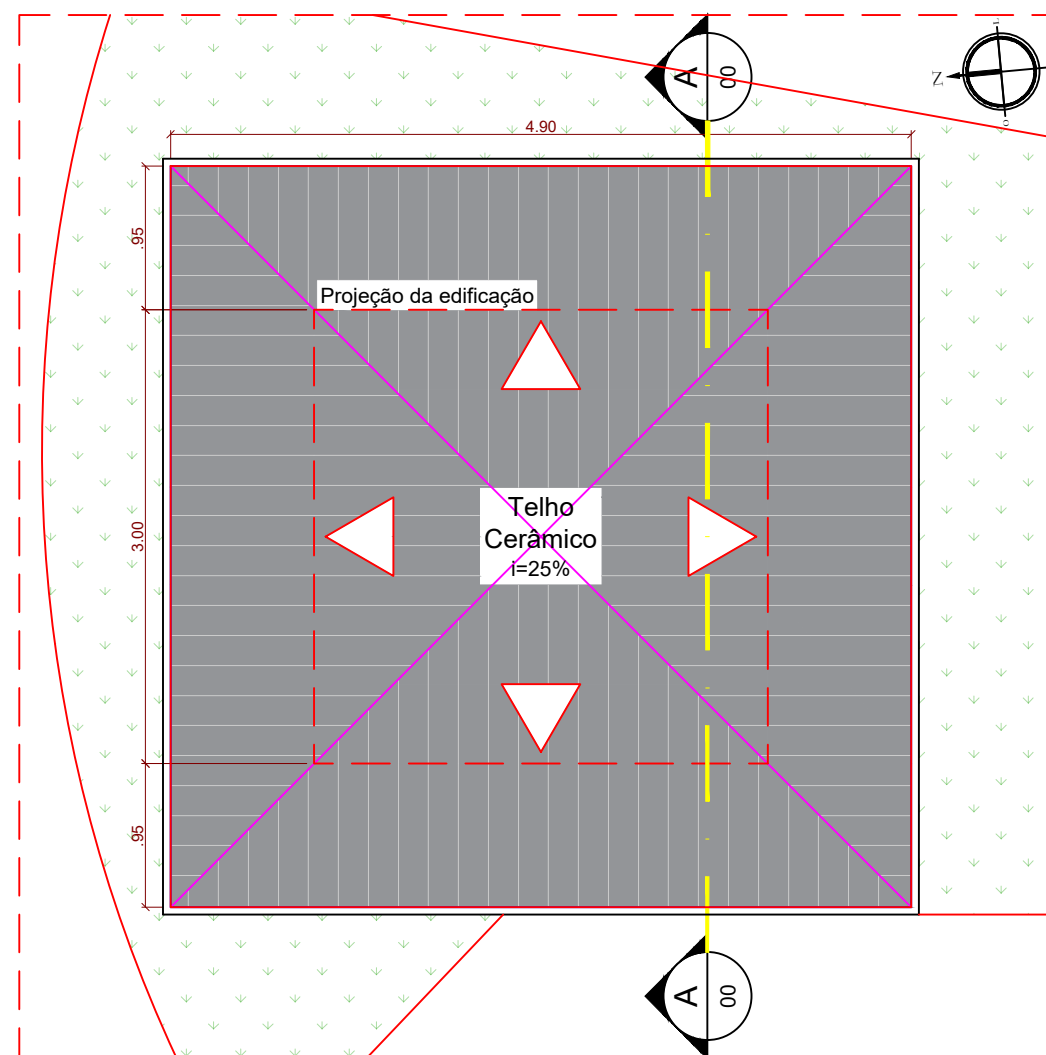 A
00
N
4.90
.95
Projeção da edificação
3.00
Telho
Cerâmico
i=25%
.95
A
00